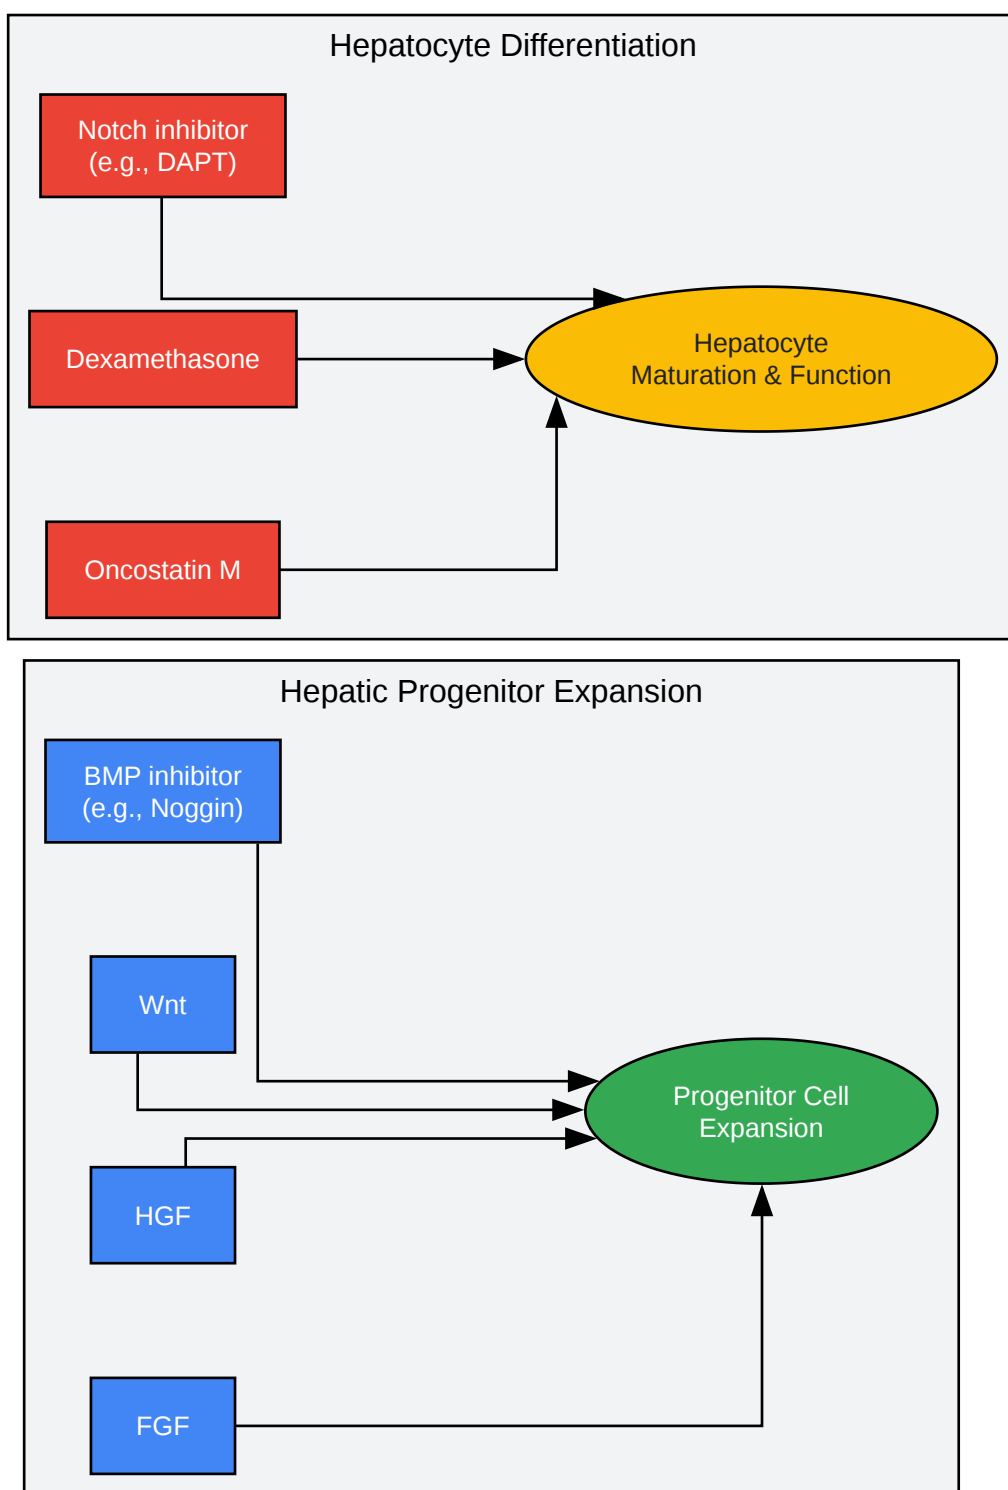 Hepatocyte Differentiation
Notch inhibitor
(e.g., DAPT)
Dexamethasone
Hepatocyte
Maturation & Function
Oncostatin M
Hepatic Progenitor Expansion
BMP inhibitor
(e.g., Noggin)
Wnt
Progenitor Cell
Expansion
HGF
FGF